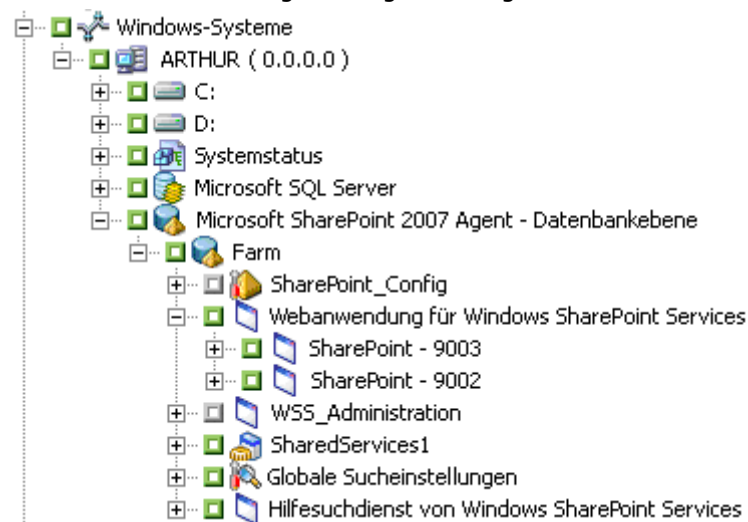 Windows-Systeme
ARTHUR ( 0.0.0.0 )
C:
D:
Systemstatus
Microsoft SQL Server
Microsoft SharePoint 2007 Agent - Datenbankebene
Farm
SharePoint_Config
Webanwendung für Windows SharePoint Services
SharePoint - 9003
SharePoint - 9002
WSS_Administration
SharedServices1
Globale Sucheinstellungen
Hilfesuchdienst von Windows SharePoint Services